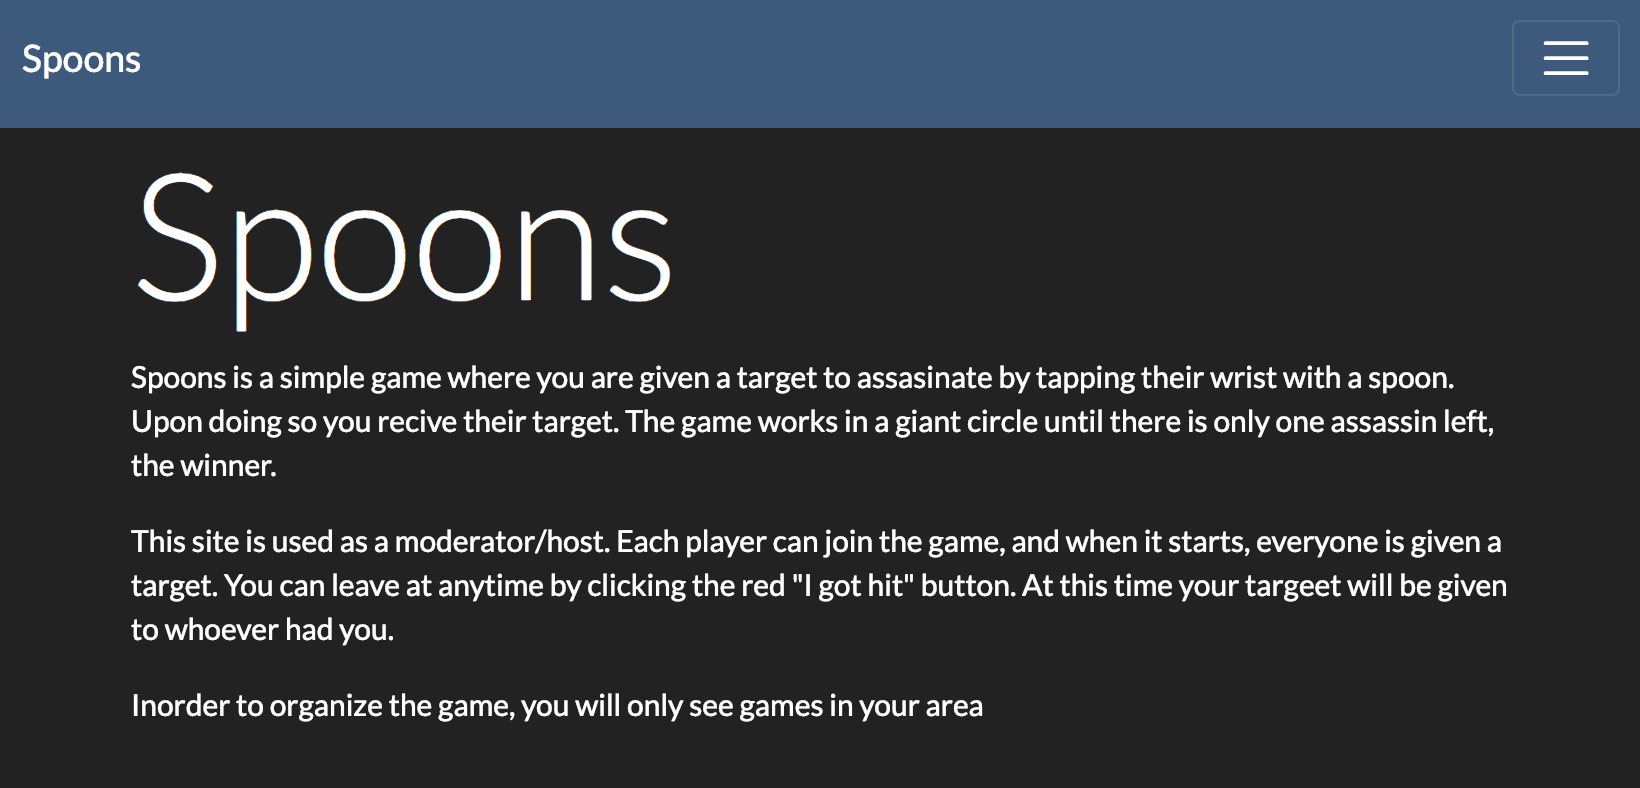 Spoons
Spoons
Spoons is a simple game where you are given a target to assasinate by tapping their wrist with a spoon.
Upon doing so you recive their target. The game works in a giant circle until there is only one assassin left,
the winner.
This site is used as a moderator/host. Each player can join the game, and when it starts, everyone is given a
target. You can leave at anytime by clicking the red "I got hit" button. At this time your targeet will be given
to whoever had you.
Inorder to organize the game, you will only see games in your area